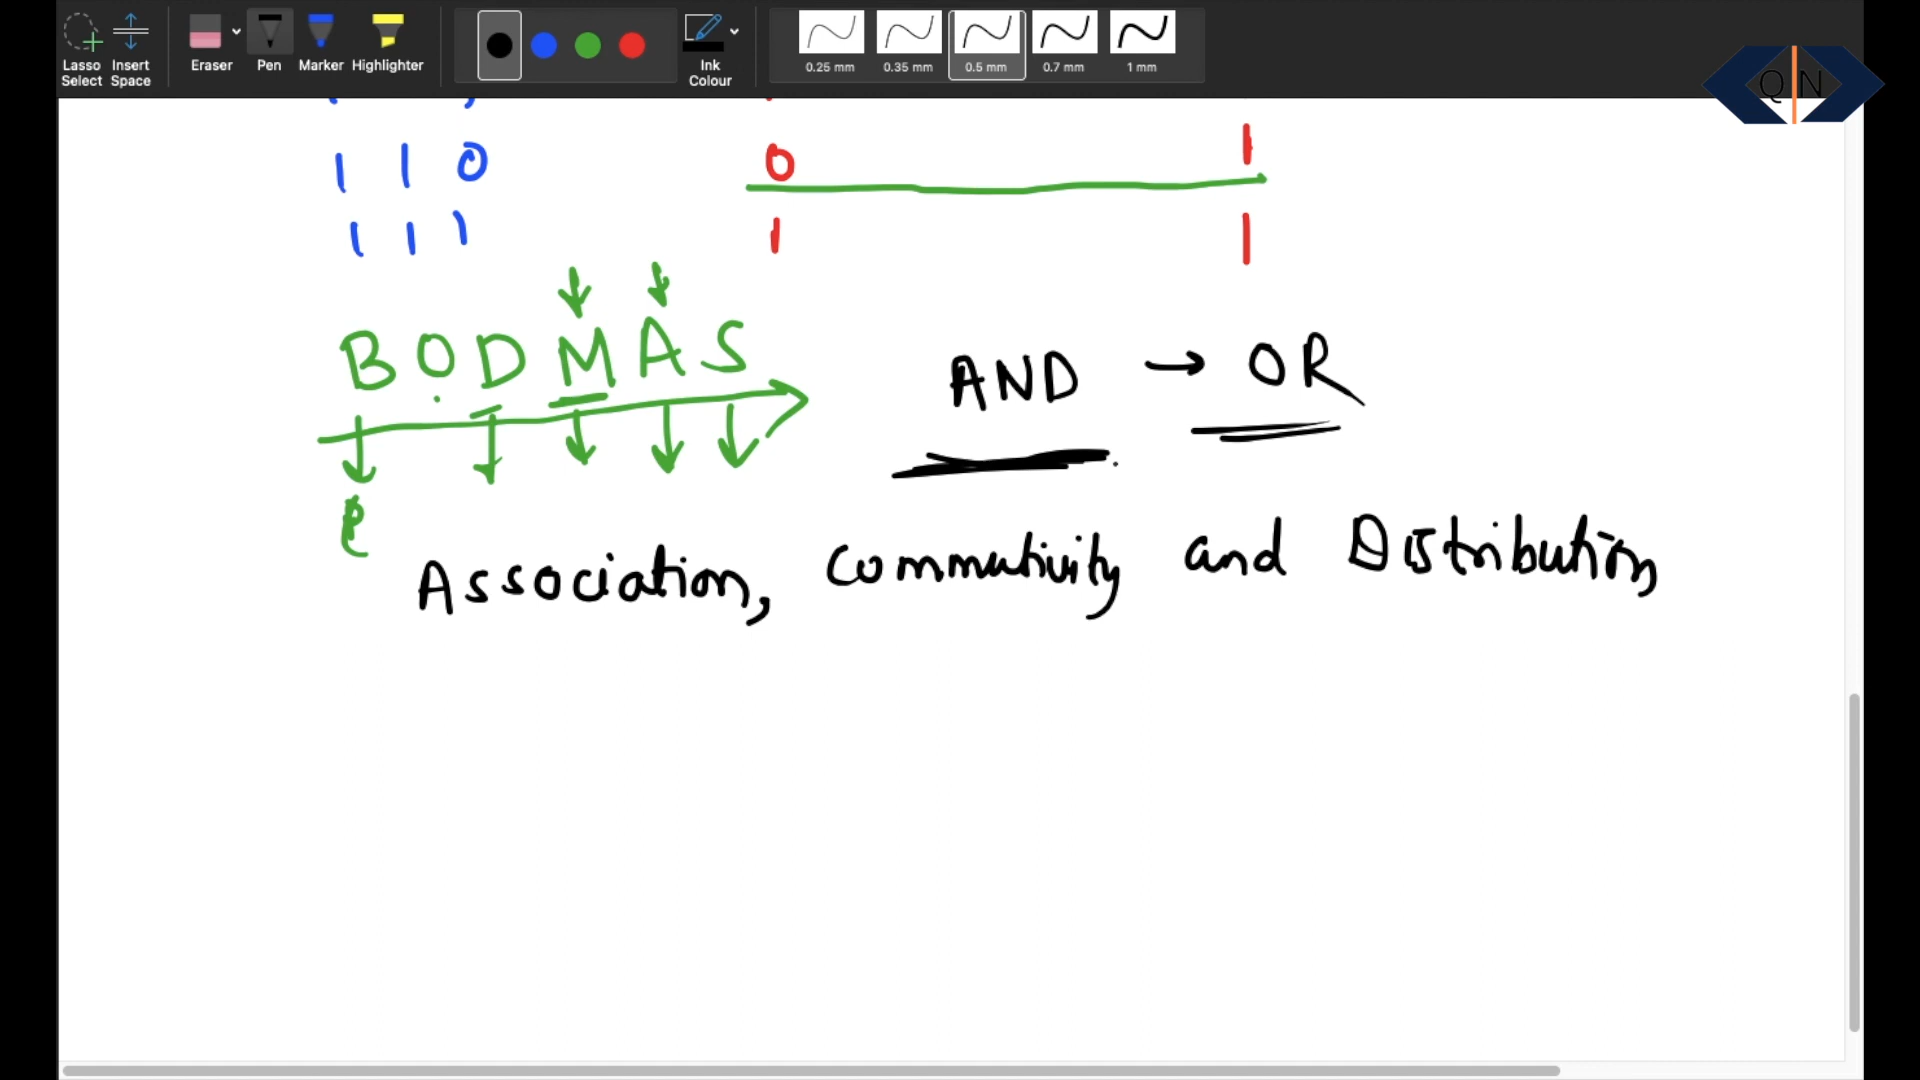 Lasso Select Insert Space Eraser Pen Marker Highlighter Ink Colour 0.25 mm 0.35 mm 0.5 mm 0.7 mm 1 mm
Q N
1 1 0 0 1
1 1 1 1 1
BODMAS AND → OR
Association, Commutivity and Distribution